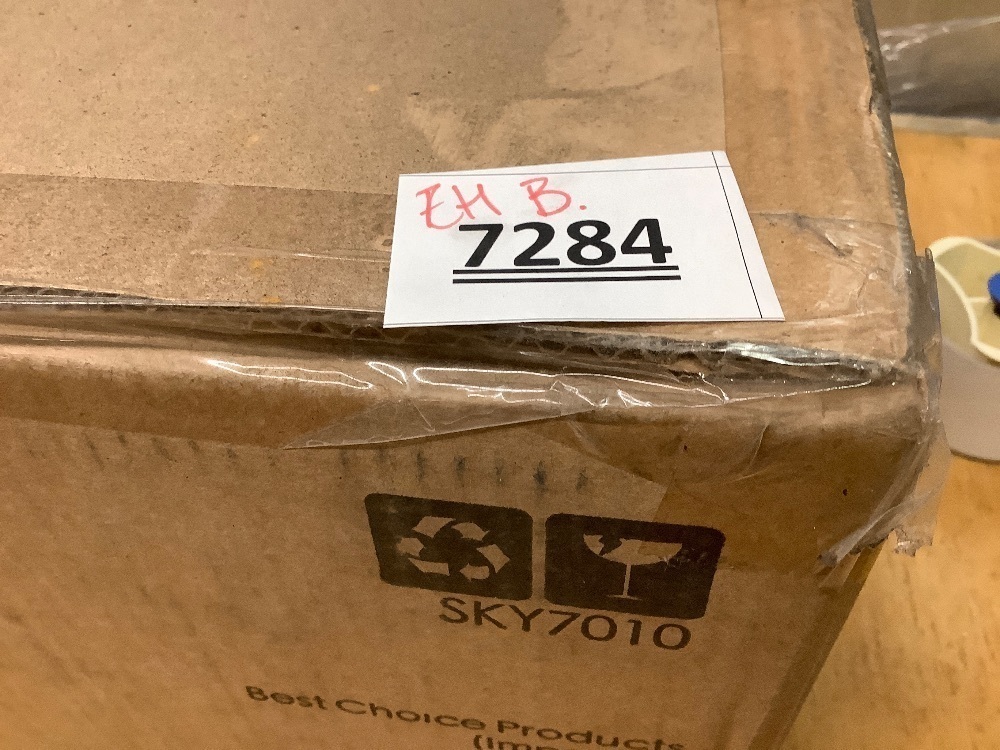 EH B.
7284
SKY7010
Best Choice Products